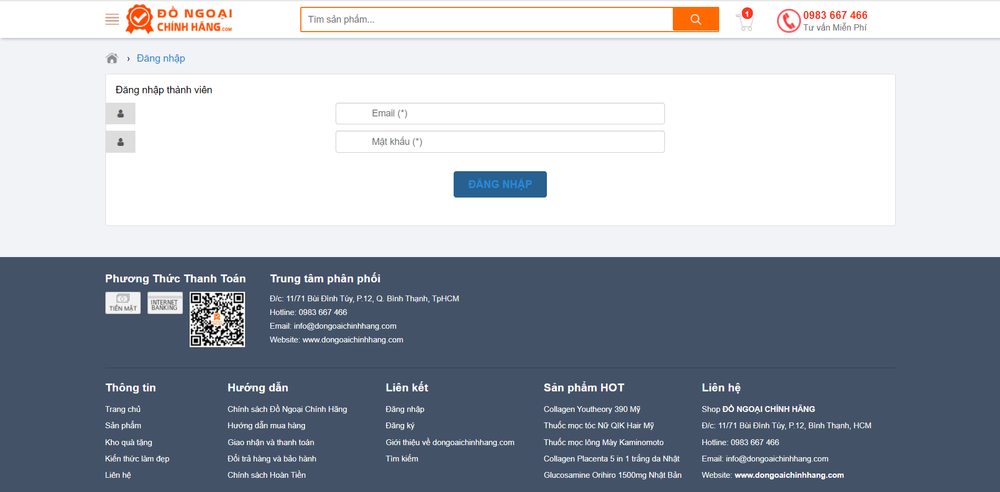 ĐỒ NGOẠI
CHÍNH HÃNG.COM
Tìm sản phẩm...
1
0983 667 466
Tư vấn Miễn Phí
› Đăng nhập
Đăng nhập thành viên
Email (*)
Mật khẩu (*)
ĐĂNG NHẬP
Phương Thức Thanh Toán
TIỀN MẶT
INTERNET
BANKING
Trung tâm phân phối
Đ/c: 11/71 Bùi Đình Túy, P.12, Q. Bình Thạnh, TpHCM
Hotline: 0983 667 466
Email: info@dongoaichinhhang.com
Website: www.dongoaichinhhang.com
Thông tin
Trang chủ
Sản phẩm
Kho quà tặng
Kiến thức làm đẹp
Liên hệ
Hướng dẫn
Chính sách Đồ Ngoại Chính Hãng
Hướng dẫn mua hàng
Giao nhận và thanh toán
Đổi trả hàng và bảo hành
Chính sách Hoàn Tiền
Liên kết
Đăng nhập
Đăng ký
Giới thiệu về dongoaichinhhang.com
Tìm kiếm
Sản phẩm HOT
Collagen Youtheory 390 Mỹ
Thuốc mọc tóc Nữ QIK Hair Mỹ
Thuốc mọc lông Mày Kaminomoto
Collagen Placenta 5 in 1 trắng da Nhật
Glucosamine Orihiro 1500mg Nhật Bản
Liên hệ
Shop ĐỒ NGOẠI CHÍNH HÃNG
Đ/c: 11/71 Bùi Đình Túy, P.12, Bình Thạnh, HCM
Hotline: 0983 667 466
Email: info@dongoaichinhhang.com
Website: www.dongoaichinhhang.com